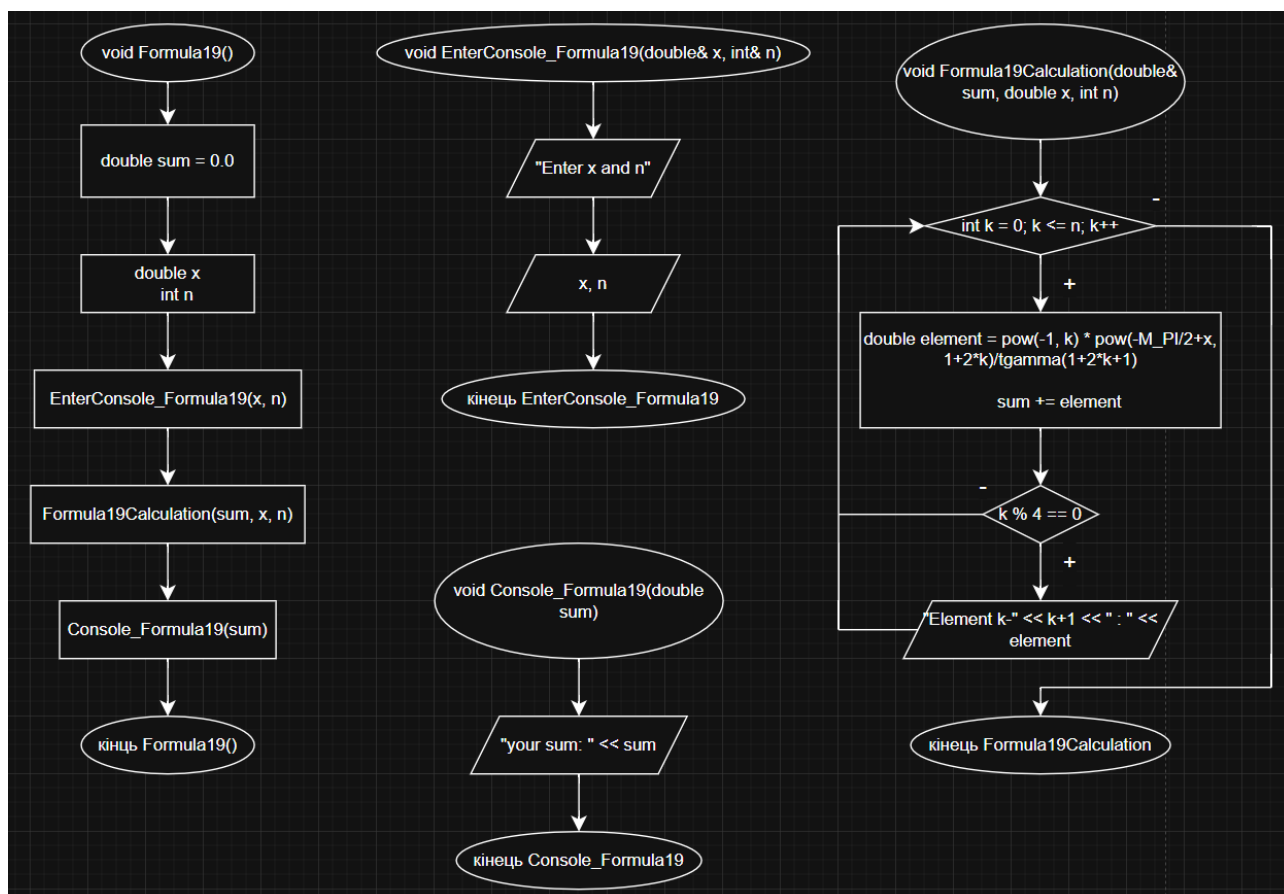 void Formula19()
double sum = 0.0
double x
int n
EnterConsole_Formula19(x, n)
Formula19Calculation(sum, x, n)
Console_Formula19(sum)
кінць Formula19()
void EnterConsole_Formula19(double& x, int& n)
"Enter x and n"
x, n
кінець EnterConsole_Formula19
void Console_Formula19(double
sum)
"your sum: " << sum
кінець Console_Formula19
void Formula19Calculation(double&
sum, double x, int n)
-
int k = 0; k <= n; k++
+
double element = pow(-1, k) * pow(-M_PI/2+x,
1+2*k)/tgamma(1+2*k+1)
sum += element
-
k % 4 == 0
+
"Element k-" << k+1 << " : " <<
element
кінець Formula19Calculation